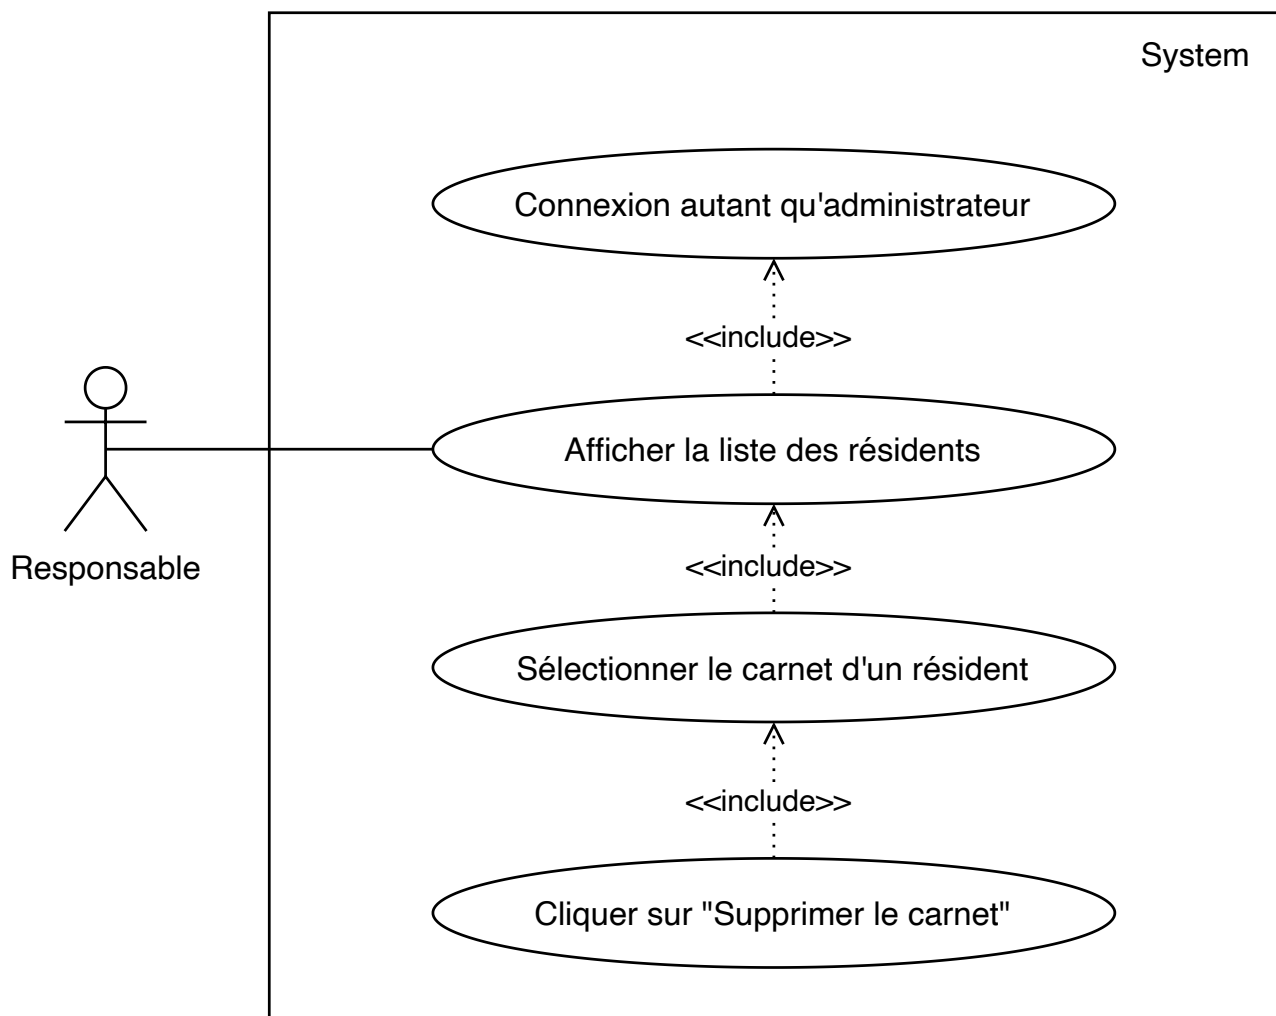 System
Connexion autant qu'administrateur
<<include>>
Afficher la liste des résidents
Responsable
<<include>>
Sélectionner le carnet d'un résident
<<include>>
Cliquer sur "Supprimer le carnet"